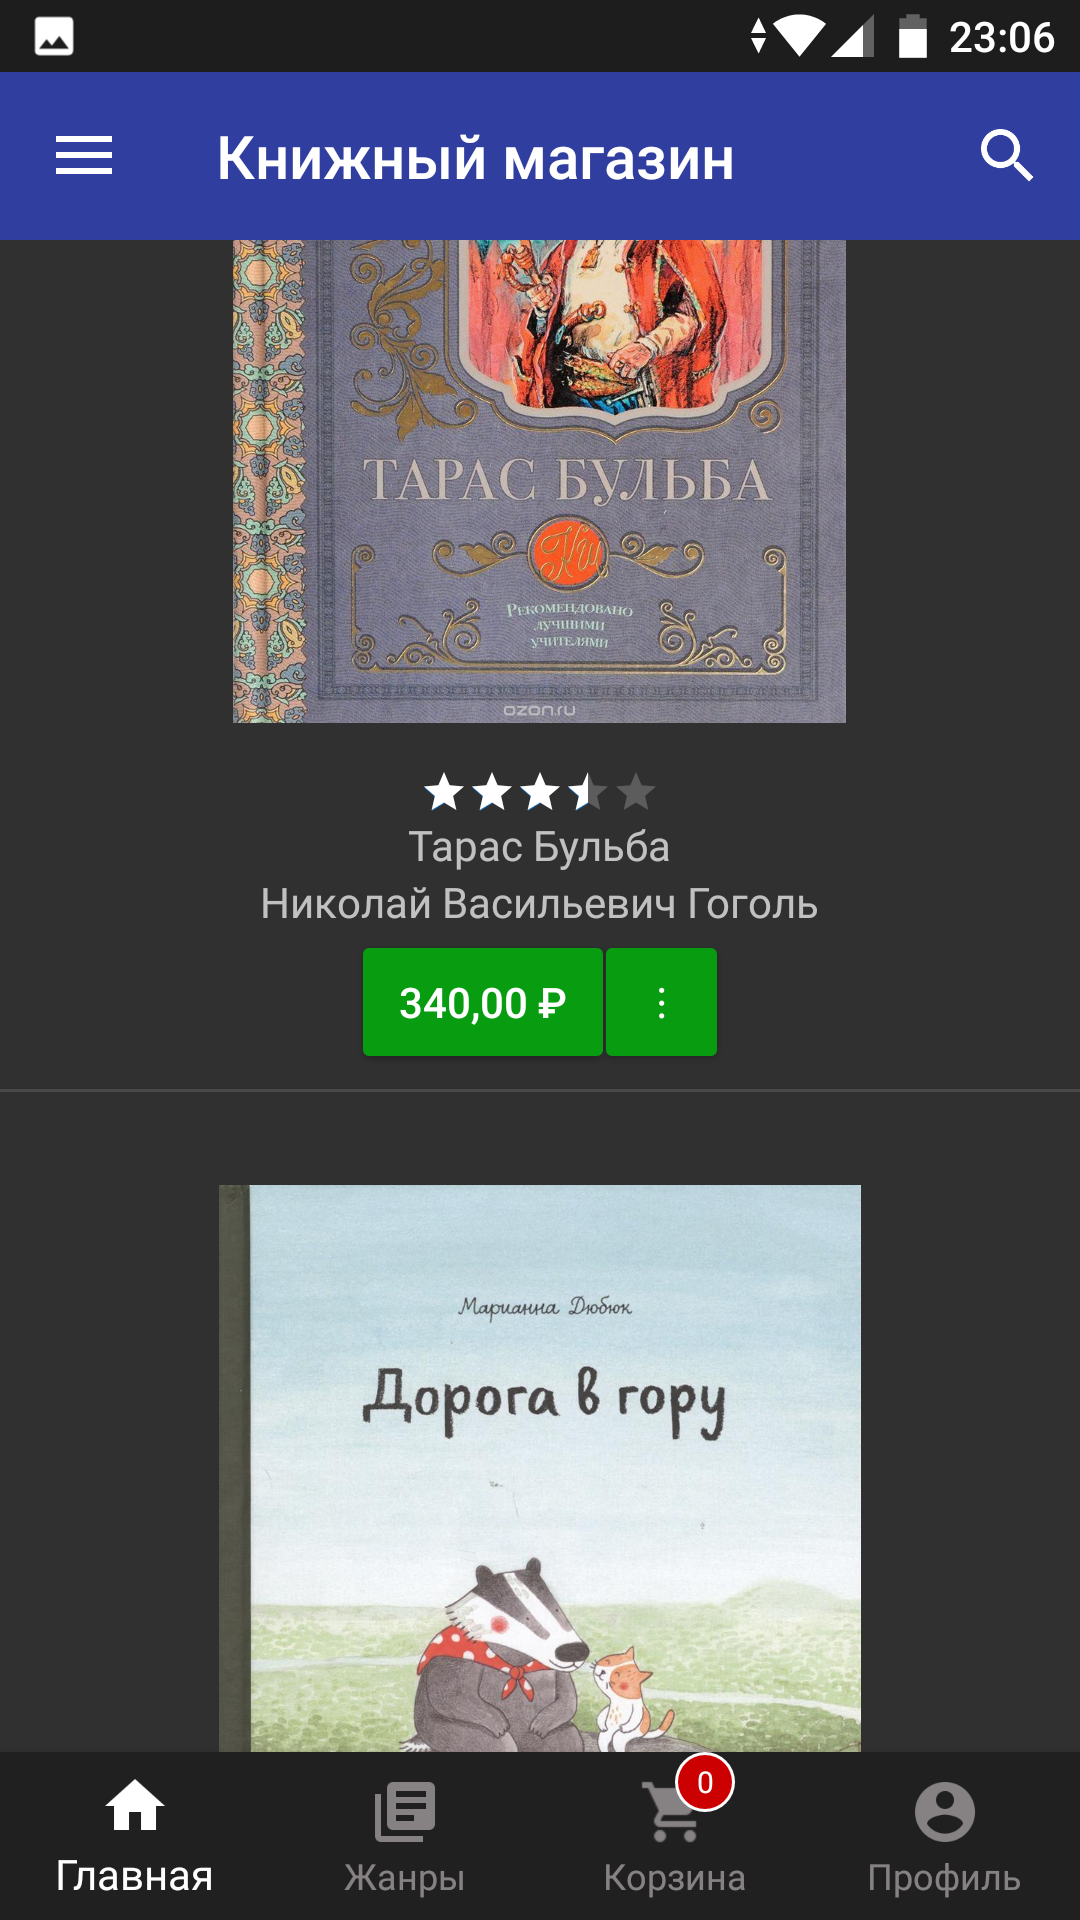 23:06
Книжный магазин
ТАРАС БУЛЬБА
РЕКОМЕНДОВАНО
ЛУЧШИМИ
УЧИТЕЛЯМИ
ozon.ru
Тарас Бульба
Николай Васильевич Гоголь
340,00 ₽
Марианна Дюбюк
Дорога в гору
0
Главная
Жанры
Корзина
Профиль